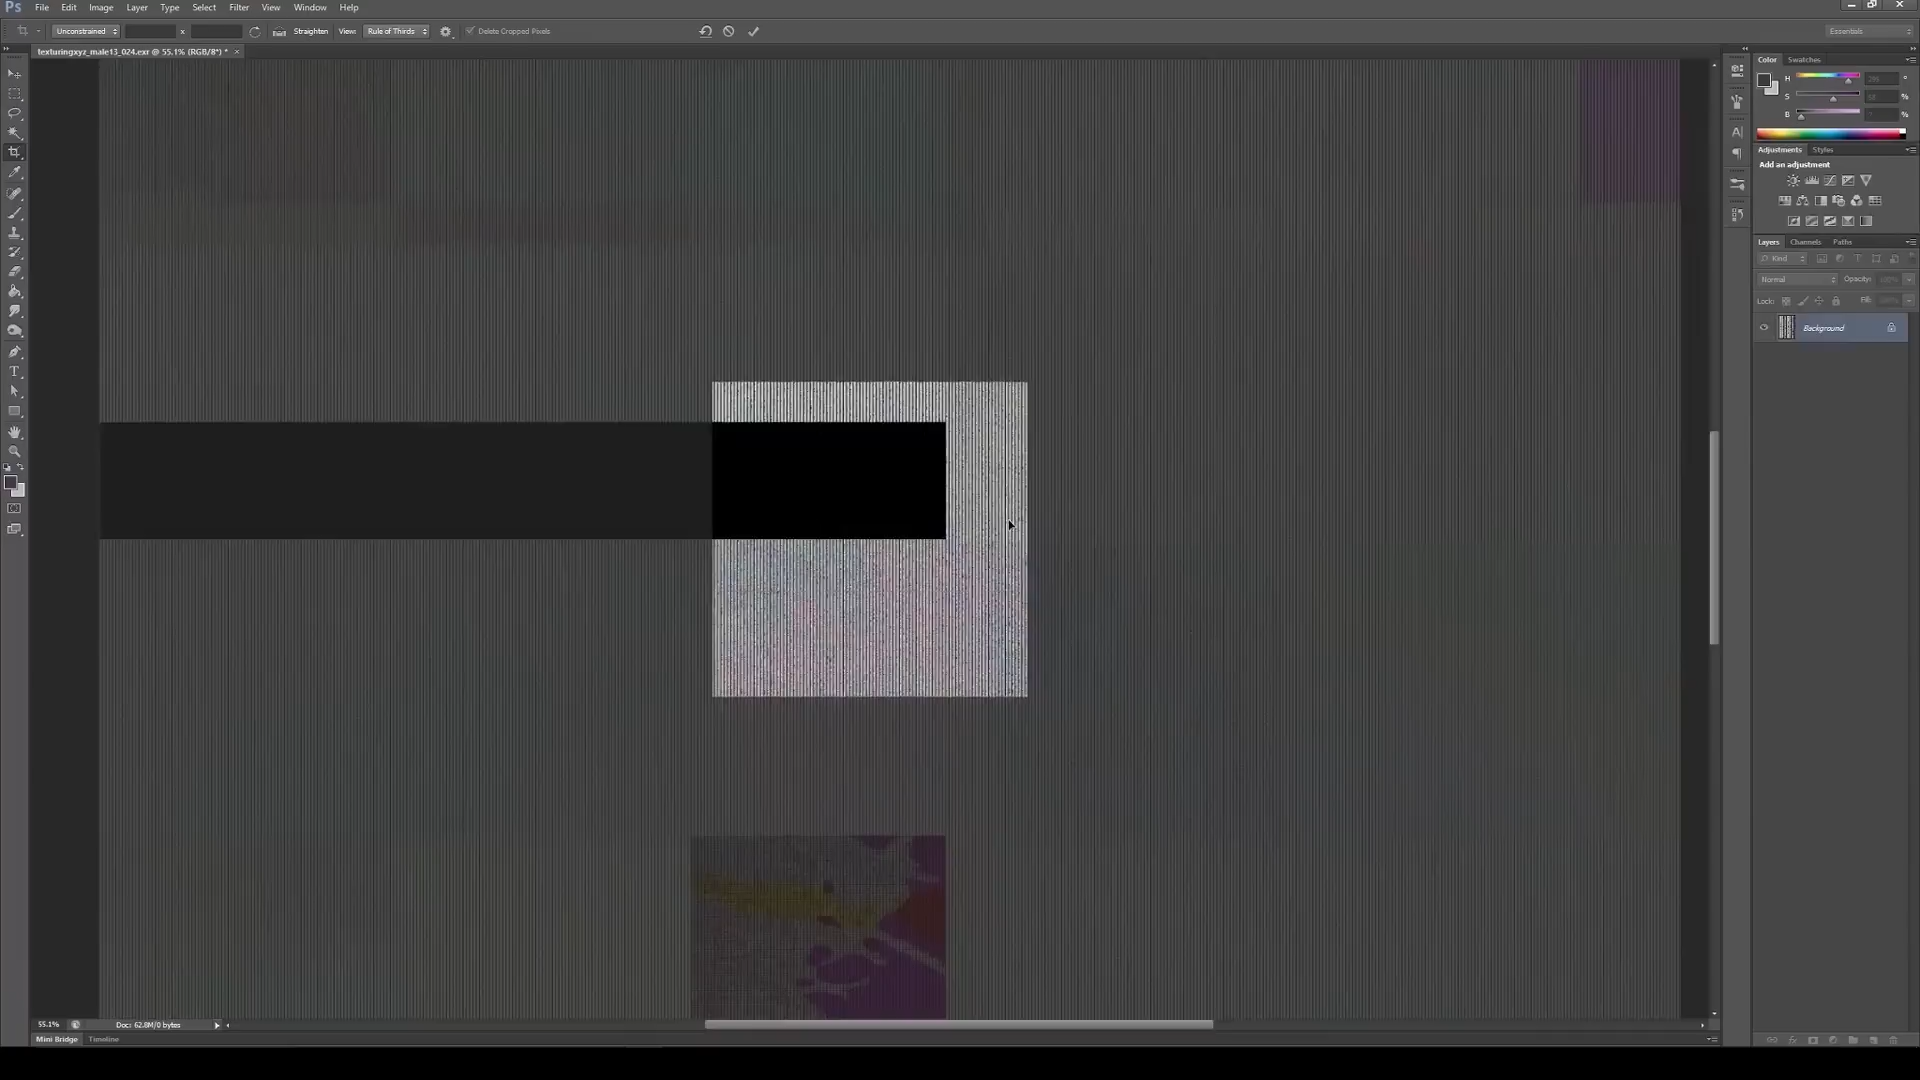 Ps File Edit Image Layer Type Select Filter View Window Help
Unconstrained x Straighten View: Rule of Thirds Delete Cropped Pixels Essentials
texturingxyz_male13_024.exr @ 55.1% (RGB/8*) * ×
Color Swatches
H °
S %
B %
Adjustments Styles
Add an adjustment
Layers Channels Paths
Kind
Normal Opacity:
Lock: Fill:
Background
55.1% Doc: 62.8M/0 bytes
Mini Bridge Timeline